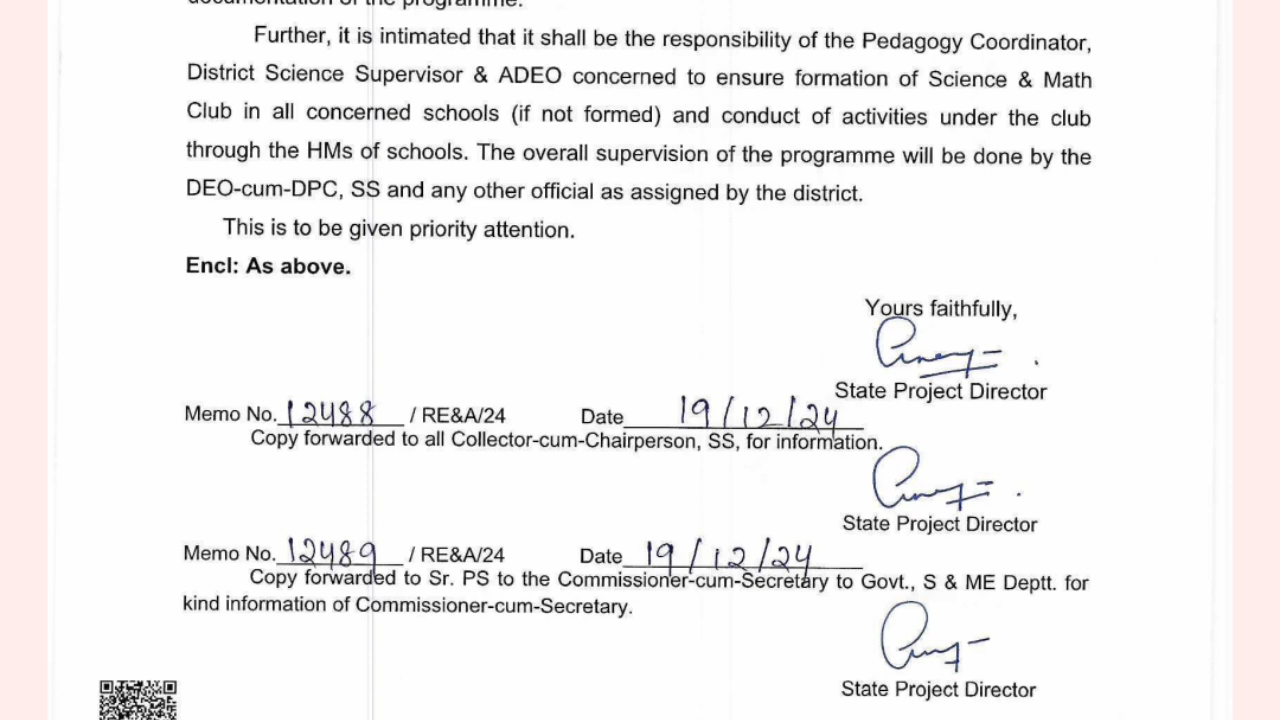 documentation of the programme.
Further, it is intimated that it shall be the responsibility of the Pedagogy Coordinator,
District Science Supervisor & ADEO concerned to ensure formation of Science & Math
Club in all concerned schools (if not formed) and conduct of activities under the club
through the HMs of schools. The overall supervision of the programme will be done by the
DEO-cum-DPC, SS and any other official as assigned by the district.
This is to be given priority attention.
Encl: As above.
Yours faithfully,
State Project Director
Memo No. 12488 / RE&A/24 Date 19/12/24
Copy forwarded to all Collector-cum-Chairperson, SS, for information.
State Project Director
Memo No. 12489 / RE&A/24 Date 19/12/24
Copy forwarded to Sr. PS to the Commissioner-cum-Secretary to Govt., S & ME Deptt. for
kind information of Commissioner-cum-Secretary.
State Project Director